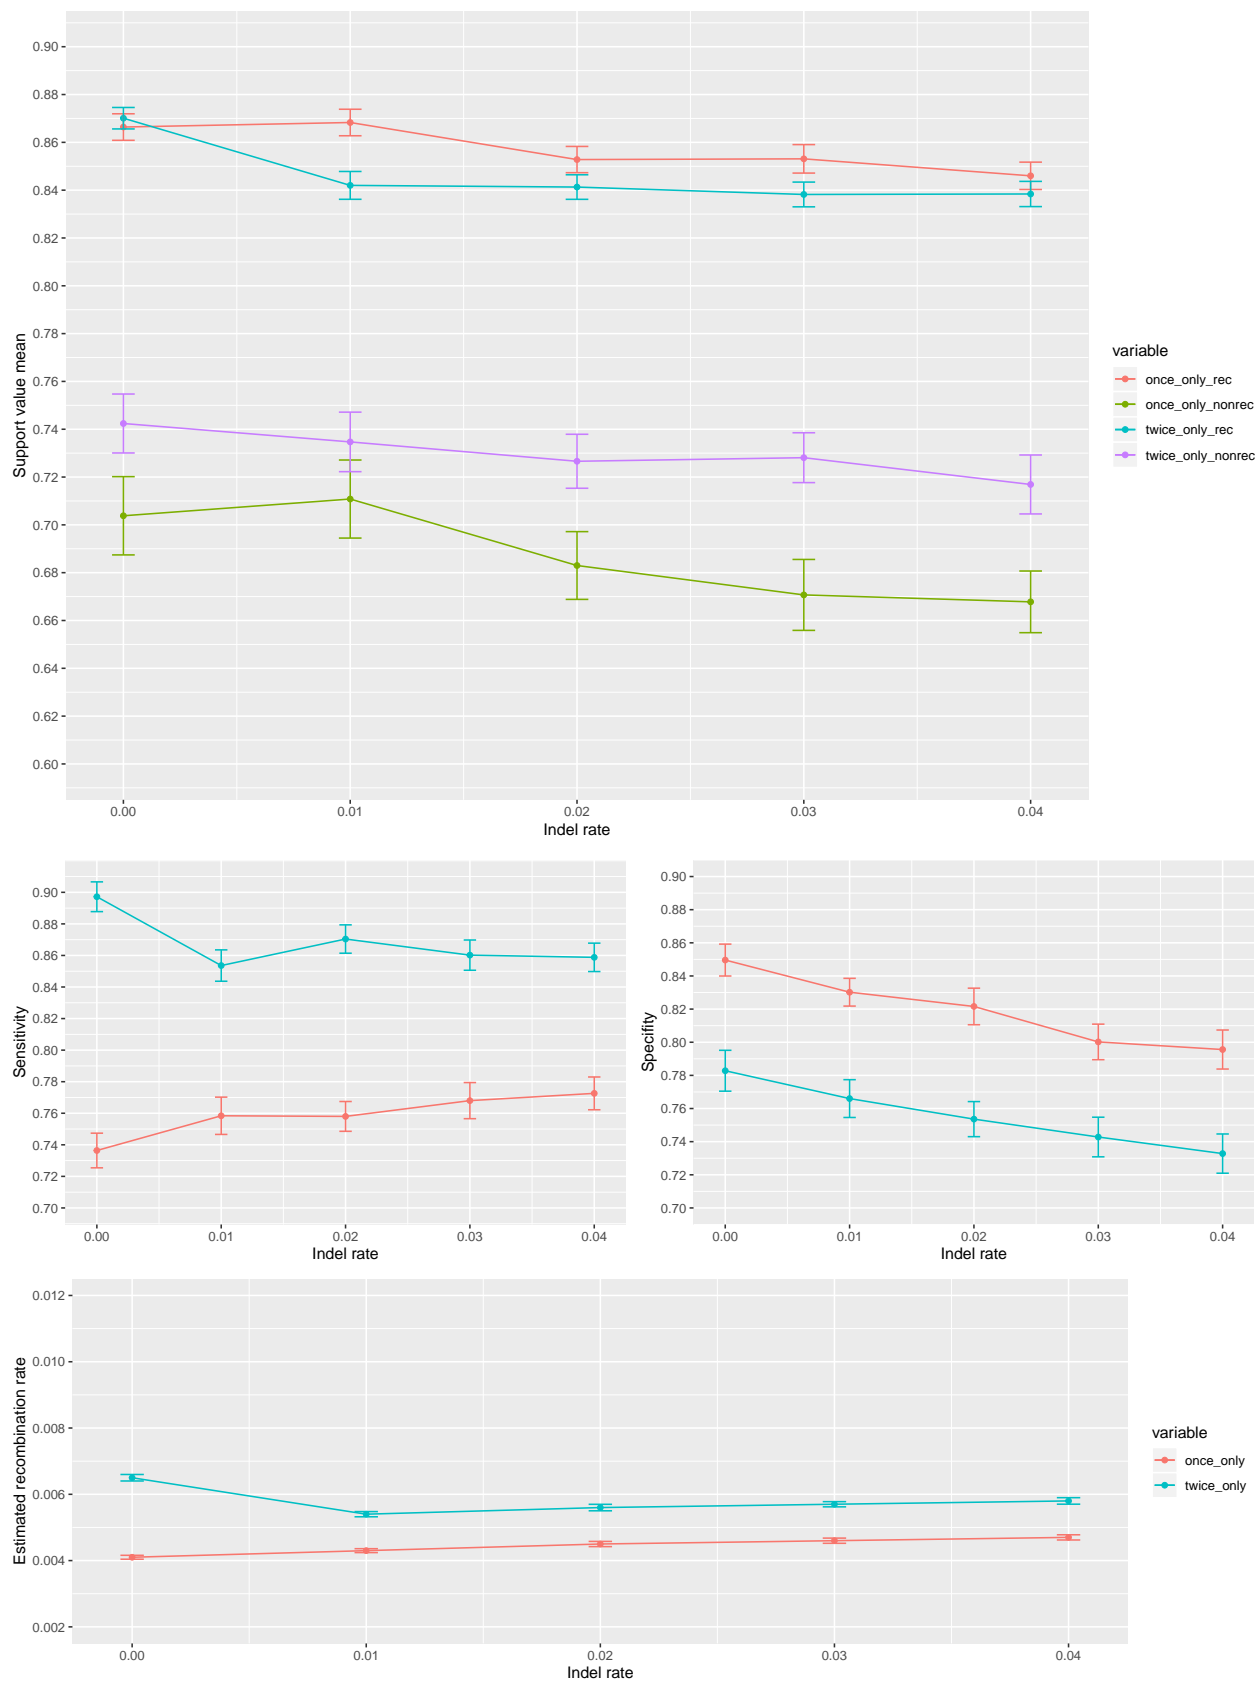 0.90
0.88
0.86
0.84
0.82
0.80
0.78
0.76
0.74
0.72
0.70
0.68
0.66
0.64
0.62
0.60
Support value mean
0.00 0.01 0.02 0.03 0.04
Indel rate
variable
once_only_rec
once_only_nonrec
twice_only_rec
twice_only_nonrec
0.90
0.88
0.86
0.84
0.82
0.80
0.78
0.76
0.74
0.72
0.70
Sensitivity
0.00 0.01 0.02 0.03 0.04
Indel rate
0.90
0.88
0.86
0.84
0.82
0.80
0.78
0.76
0.74
0.72
0.70
Specifity
0.00 0.01 0.02 0.03 0.04
Indel rate
0.012
0.010
0.008
0.006
0.004
0.002
Estimated recombination rate
0.00 0.01 0.02 0.03 0.04
Indel rate
variable
once_only
twice_only